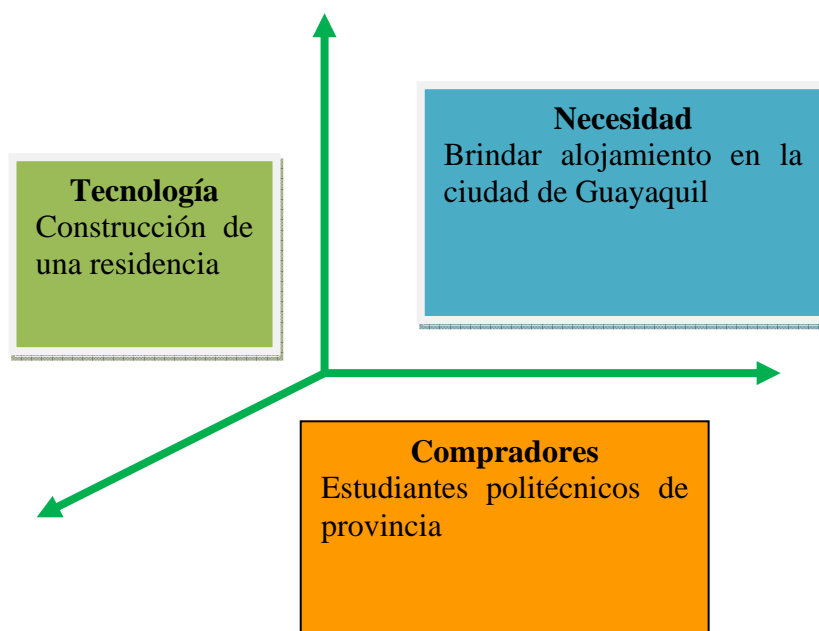 Necesidad
Brindar alojamiento en la
ciudad de Guayaquil
Tecnología
Construcción de
una residencia
Compradores
Estudiantes politécnicos de
provincia